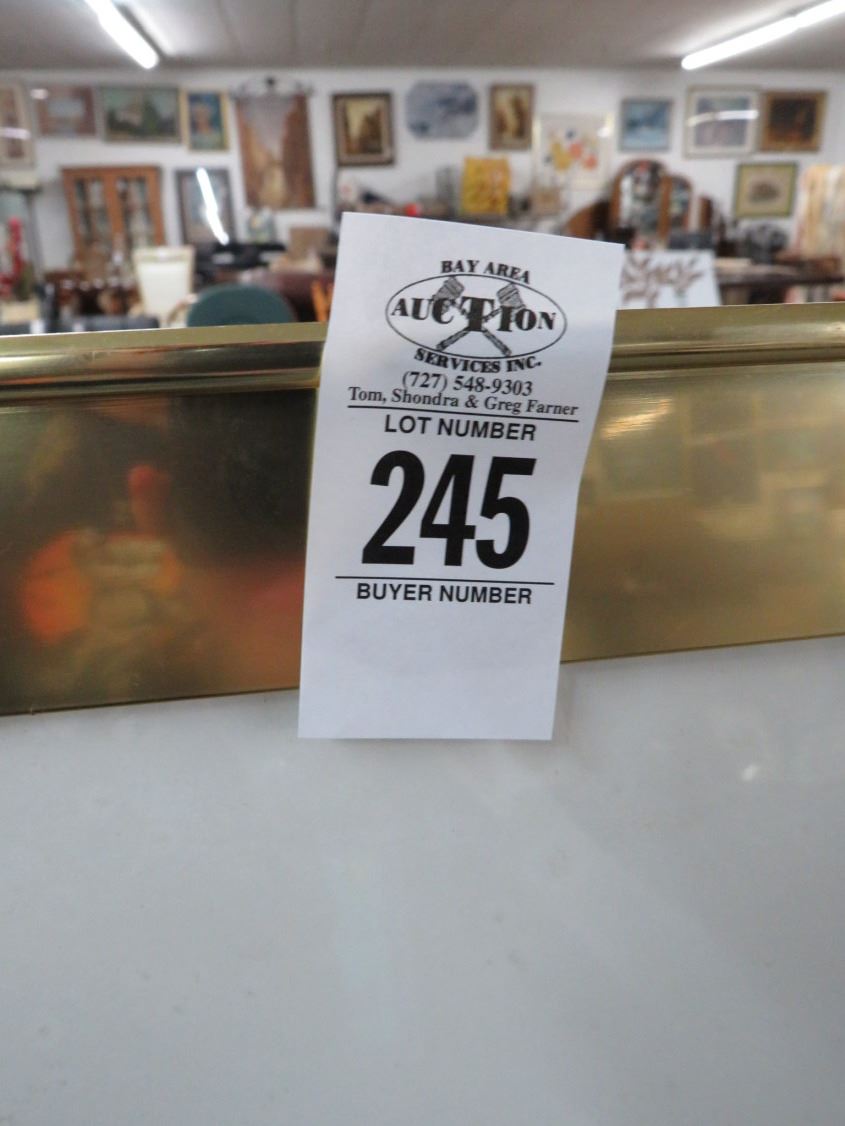 BAY AREA
AUCTION
SERVICES INC.
(727) 548-9303
Tom, Shondra & Greg Farner
LOT NUMBER
245
BUYER NUMBER